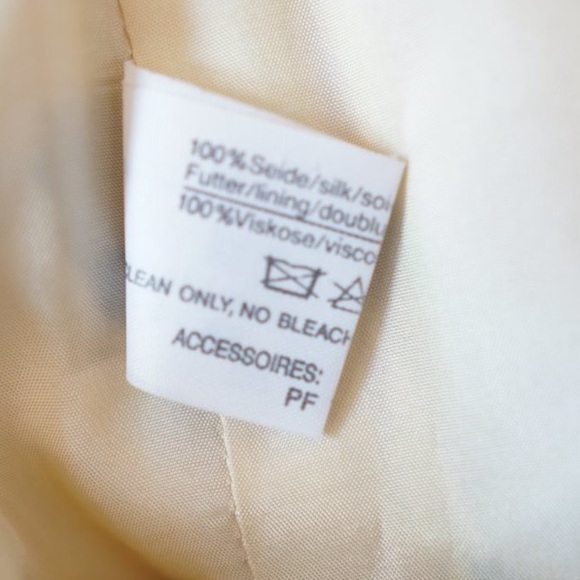 100% Seide/silk/soi
Futter/lining/doublu
100% Viskose/visco
LEAN ONLY, NO BLEACH
ACCESSOIRES:
PF